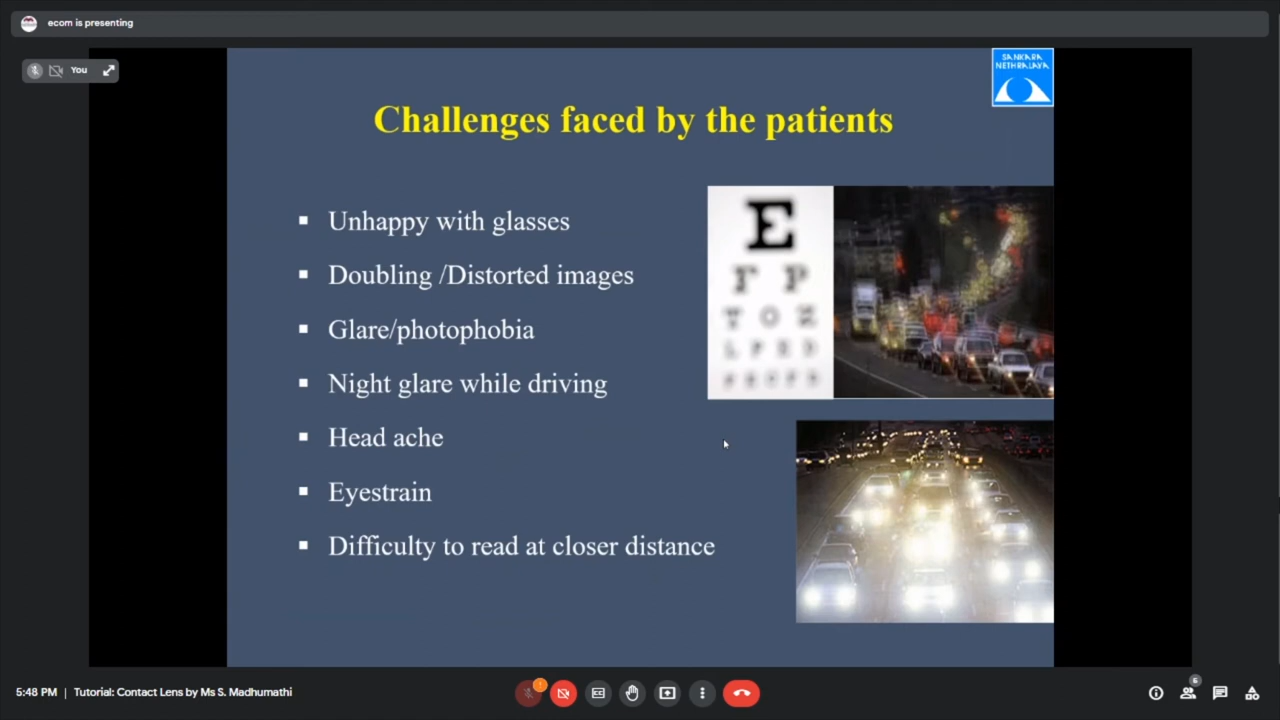 ecom is presenting
You
SANKARA
NETHRALAYA
Challenges faced by the patients
Unhappy with glasses
Doubling /Distorted images
Glare/photophobia
Night glare while driving
Head ache
Eyestrain
Difficulty to read at closer distance
E
F P
T O Z
L P E D
5:48 PM | Tutorial: Contact Lens by Ms S. Madhumathi
6